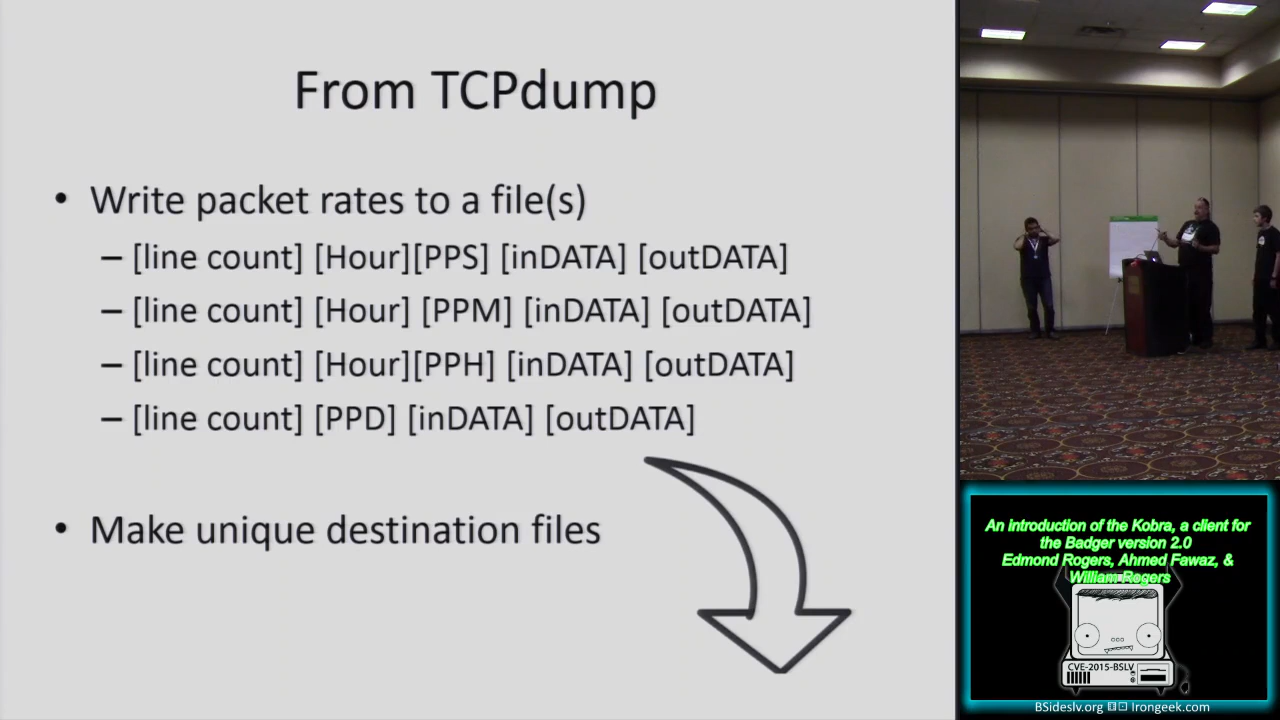 From TCPdump
• Write packet rates to a file(s)
– [line count] [Hour][PPS] [inDATA] [outDATA]
– [line count] [Hour] [PPM] [inDATA] [outDATA]
– [line count] [Hour][PPH] [inDATA] [outDATA]
– [line count] [PPD] [inDATA] [outDATA]
• Make unique destination files
An introduction of the Kobra, a client for
the Badger version 2.0
Edmond Rogers, Ahmed Fawaz, &
William Rogers
CVE-2015-BSLV
BSideslv.org Irongeek.com